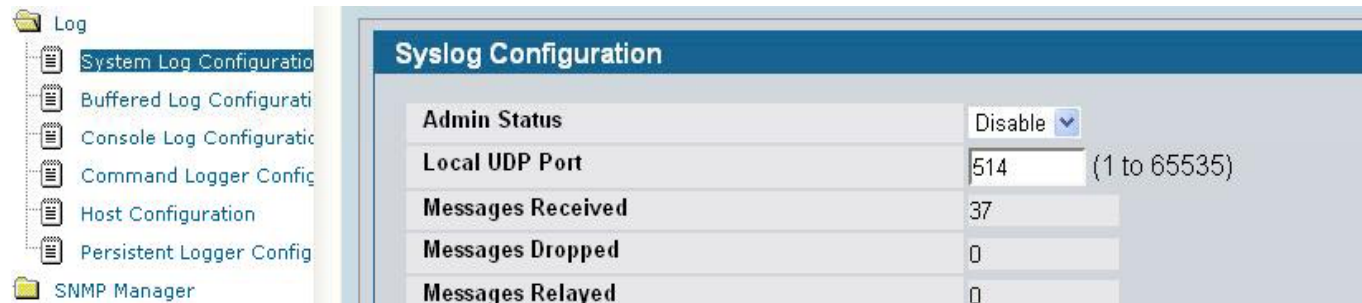 Log
System Log Configuratio
Buffered Log Configurati
Console Log Configuratio
Command Logger Config
Host Configuration
Persistent Logger Config
SNMP Manager
Syslog Configuration
Admin Status Disable
Local UDP Port 514 (1 to 65535)
Messages Received 37
Messages Dropped 0
Messages Relayed 0